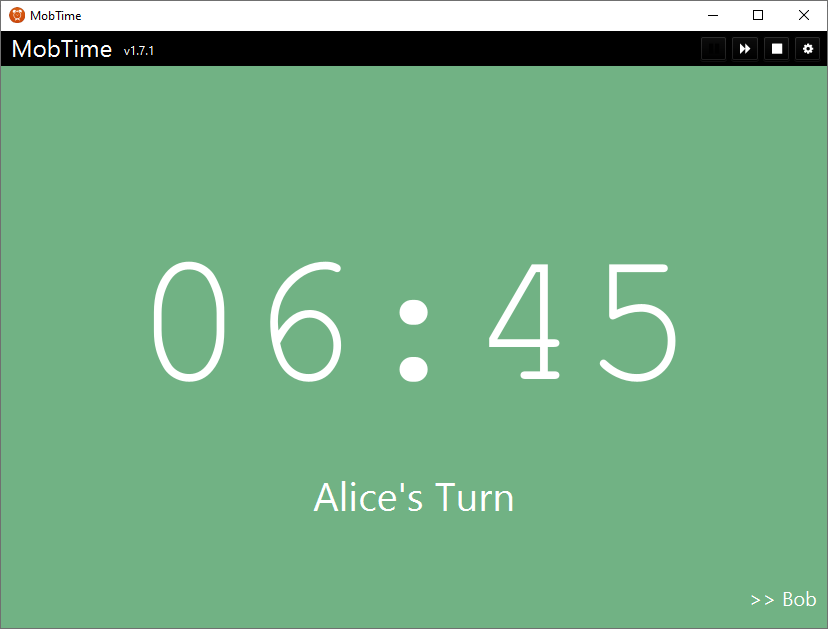 MobTime
MobTime v1.7.1
06:45
Alice's Turn
>> Bob